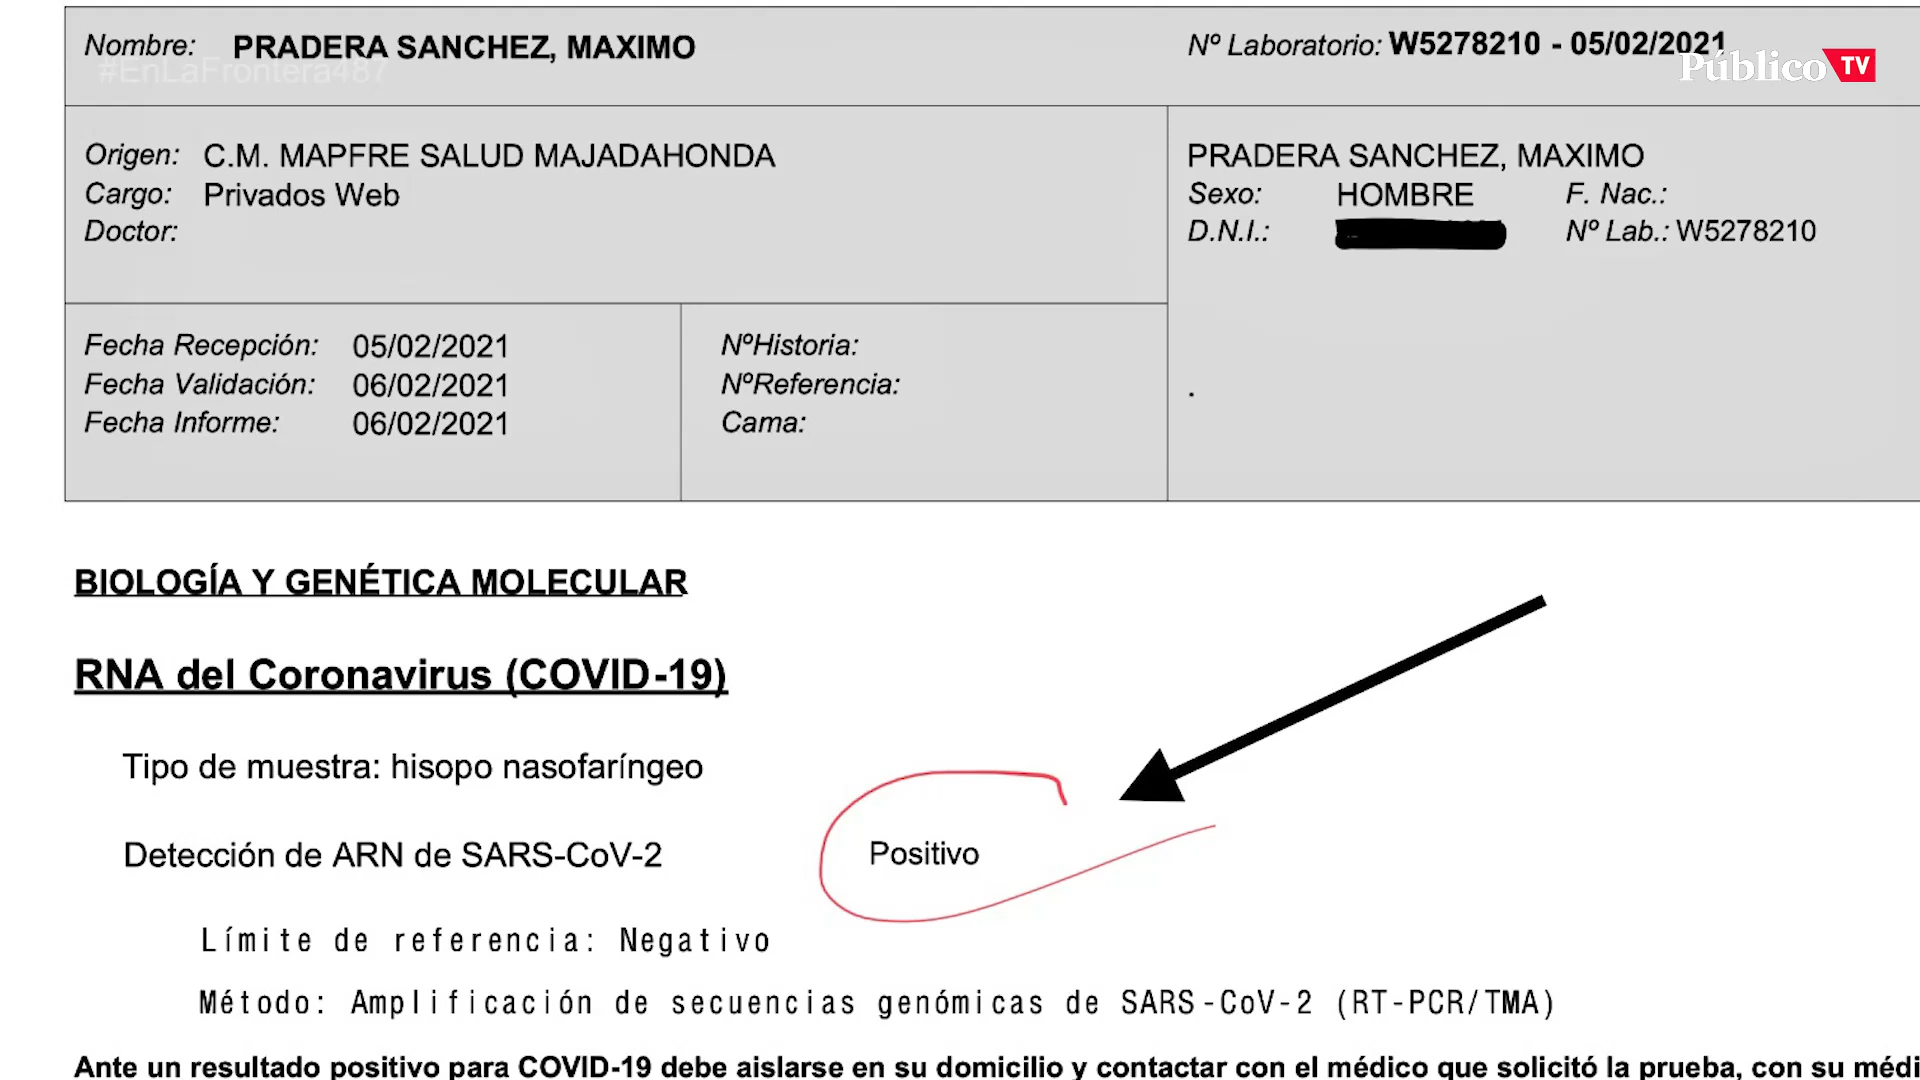 Nombre: PRADERA SANCHEZ, MAXIMO
#EnLaFrontera487
Nº Laboratorio: W5278210 - 05/02/2021
Público TV
Origen: C.M. MAPFRE SALUD MAJADAHONDA
Cargo: Privados Web
Doctor:
PRADERA SANCHEZ, MAXIMO
Sexo: HOMBRE F. Nac.:
D.N.I.: Nº Lab.: W5278210
Fecha Recepción: 05/02/2021
Fecha Validación: 06/02/2021
Fecha Informe: 06/02/2021
NºHistoria:
NºReferencia:
Cama:
.
BIOLOGÍA Y GENÉTICA MOLECULAR
RNA del Coronavirus (COVID-19)
Tipo de muestra: hisopo nasofaríngeo
Detección de ARN de SARS-CoV-2 Positivo
Límite de referencia: Negativo
Método: Amplificación de secuencias genómicas de SARS-CoV-2 (RT-PCR/TMA)
Ante un resultado positivo para COVID-19 debe aislarse en su domicilio y contactar con el médico que solicitó la prueba, con su médi